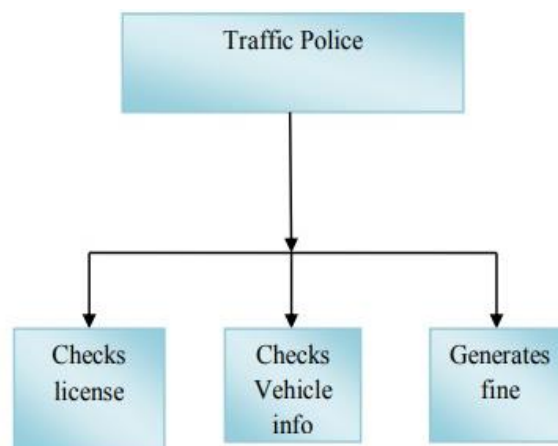 Traffic Police
Checks
license
Checks
Vehicle
info
Generates
fine